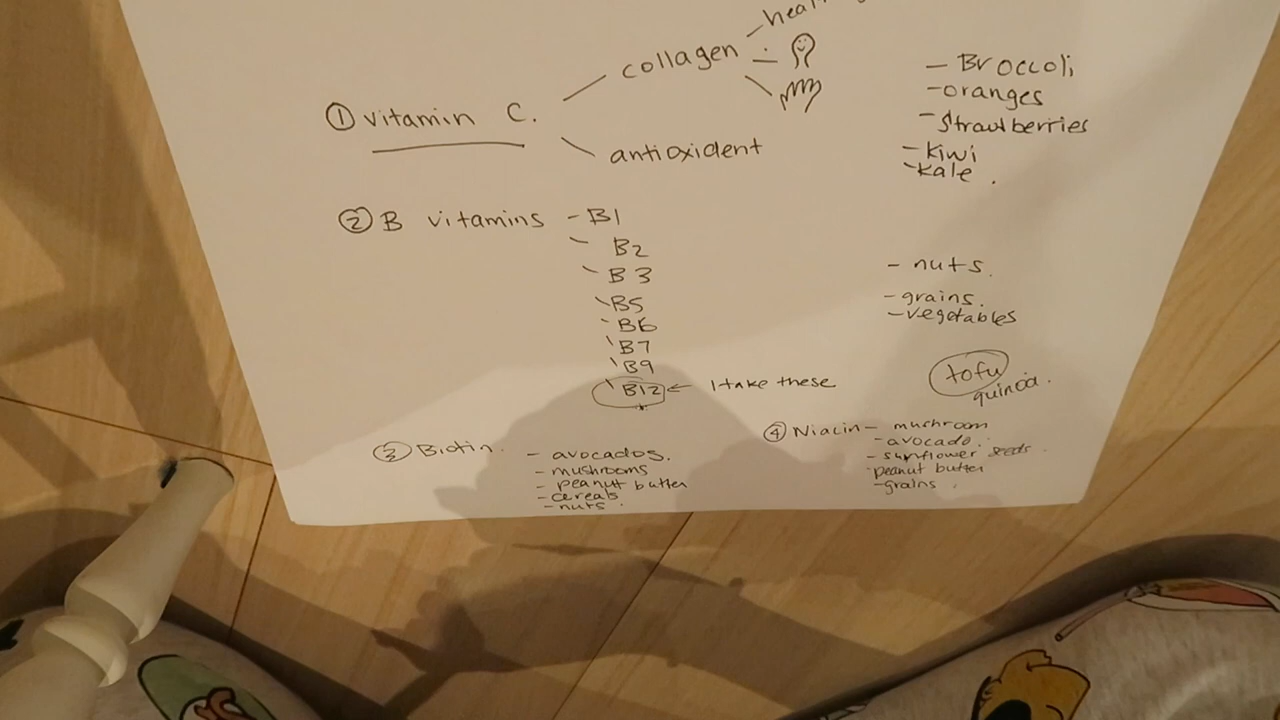 ① vitamin C.
collagen
antioxident
- Broccoli
- oranges
- Strawberries
- kiwi
- kale.
② B vitamins - B1
B2
B3
B5
B6
B7
B9
B12 ← I take these
- nuts.
- grains.
- vegetables
tofu
quinoa.
③ Biotin.
- avocados.
- mushrooms
- peanut butter
- cereals
- nuts.
④ Niacin - mushroom
- avocado.
- sunflower seeds.
peanut butter
- grains.